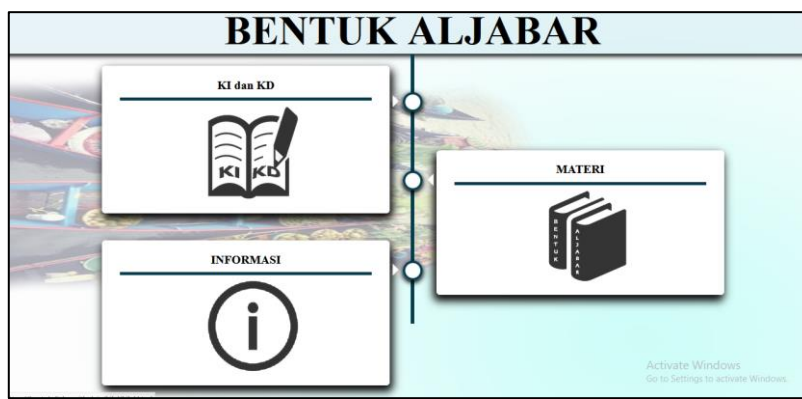 BENTUK ALJABAR
KI dan KD
KI KD
MATERI
BENTUK
ALJABAR
INFORMASI
i
Activate Windows
Go to Settings to activate Windows.